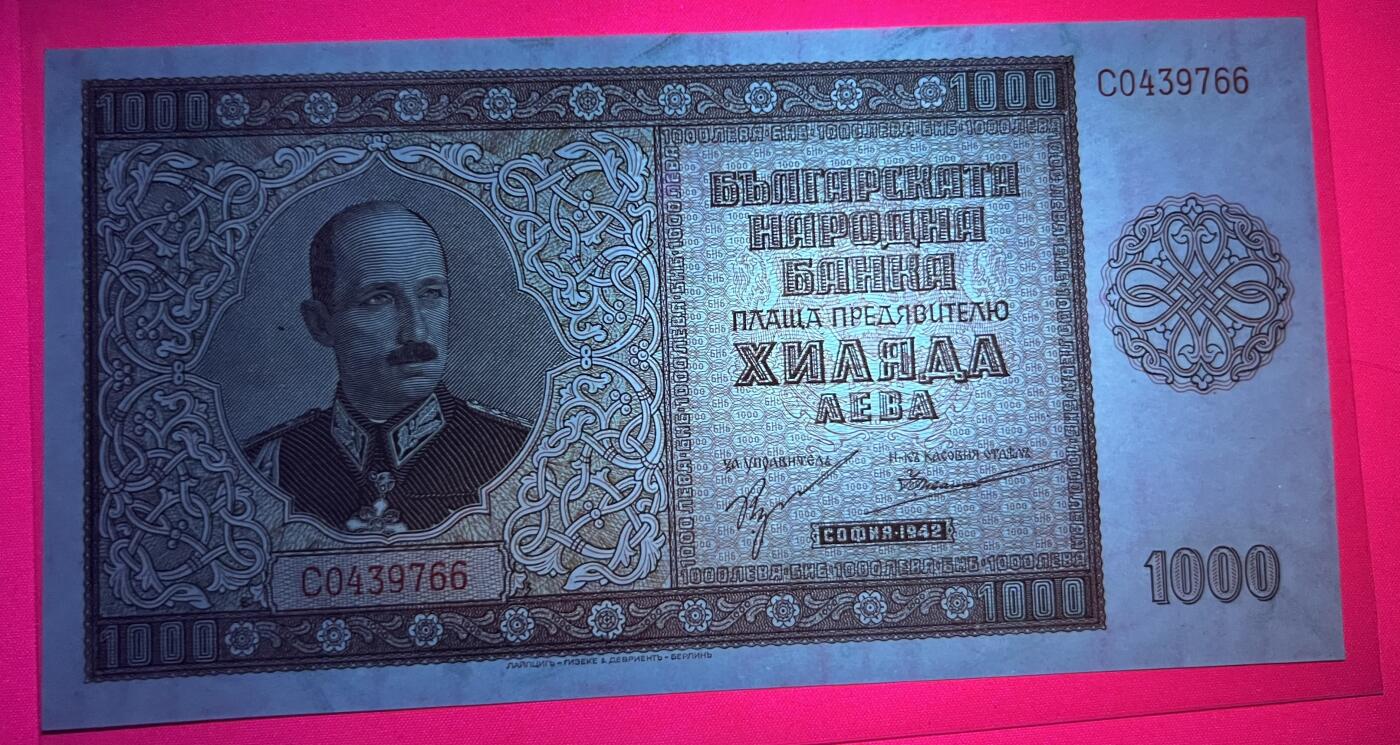 1000
1000
С0439766
1000 ЛЕВА·БНБ·1000 ЛЕВА·БНБ·1000 ЛЕВА
БЪЛГАРСКАТА
НАРОДНА
БАНКА
ПЛАЩА ПРЕДЯВИТЕЛЮ
ХИЛЯДА
ЛЕВА
ЗА УПРАВИТЕЛЬ
Н-КЪ КАСОВИЯ ОТДѢЛЪ
СОФИЯ·1942
С0439766
1000
1000 ЛЕВА·БНБ·1000 ЛЕВА·БНБ·1000 ЛЕВА
1000
1000
ЛАЙПЦИГЪ – ГИЗЕКЕ & ДЕВРИЕНТЪ – БЕРЛИНЪ